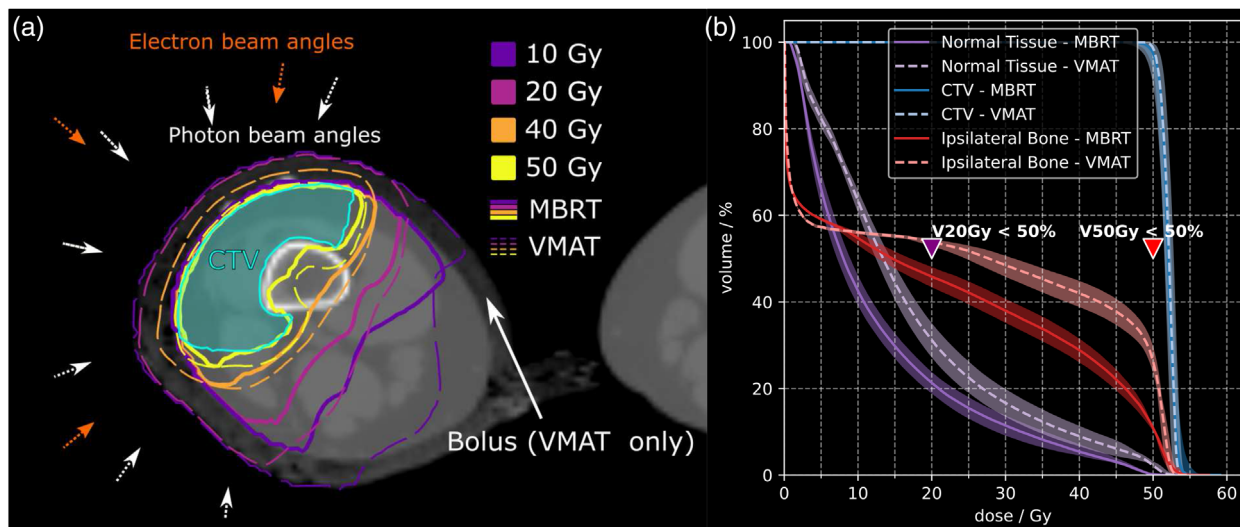 (a)
Electron beam angles
Photon beam angles
10 Gy
20 Gy
40 Gy
50 Gy
MBRT
VMAT
CTV
Bolus (VMAT only)
(b)
Normal Tissue - MBRT
Normal Tissue - VMAT
CTV - MBRT
CTV - VMAT
Ipsilateral Bone - MBRT
Ipsilateral Bone - VMAT
V20Gy < 50%
V50Gy < 50%
volume / %
100
80
60
40
20
0
0 10 20 30 40 50 60
dose / Gy